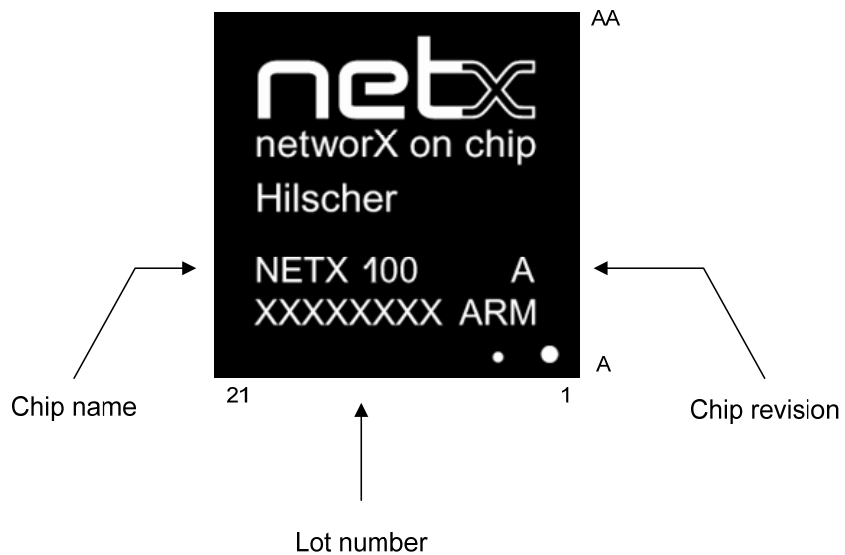 AA
netx
networX on chip
Hilscher
NETX 100 A
XXXXXXXX ARM
A
21 1
Chip name
Chip revision
Lot number